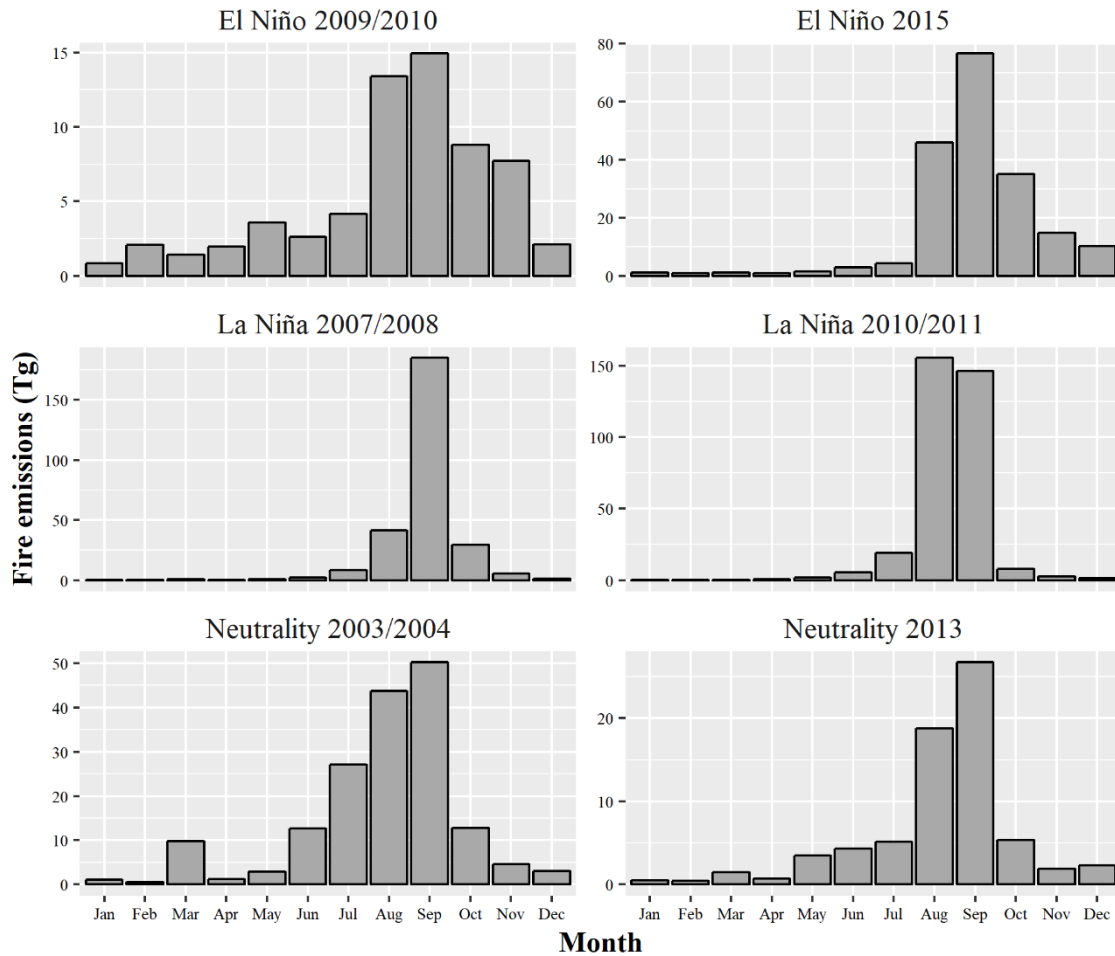 El Niño 2009/2010
El Niño 2015
15
10
5
0
80
60
40
20
0
La Niña 2007/2008
La Niña 2010/2011
150
100
50
0
150
100
50
0
Neutrality 2003/2004
Neutrality 2013
50
40
30
20
10
0
20
10
0
Jan Feb Mar Apr May Jun Jul Aug Sep Oct Nov Dec
Jan Feb Mar Apr May Jun Jul Aug Sep Oct Nov Dec
Fire emissions (Tg)
Month